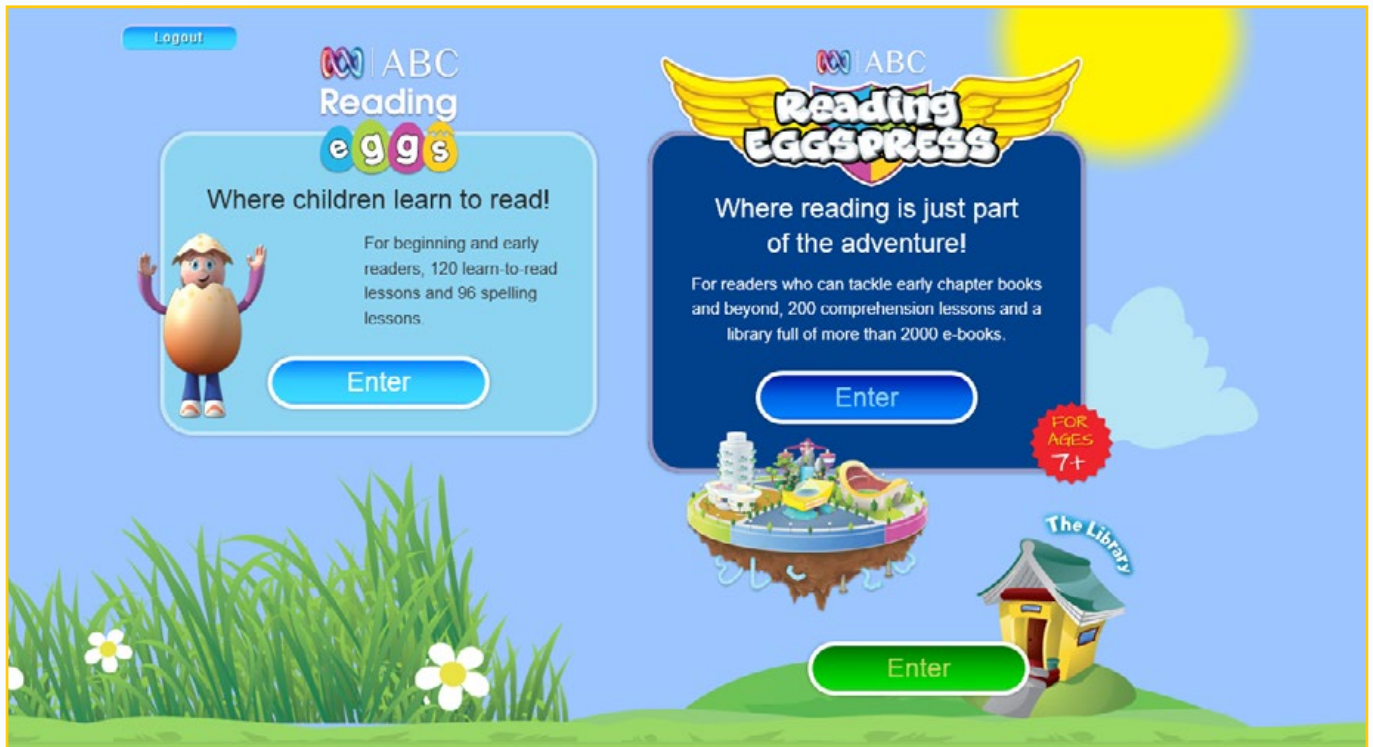 Logout
ABC
Reading
eggs
Where children learn to read!
For beginning and early
readers, 120 learn-to-read
lessons and 96 spelling
lessons.
Enter
ABC
Reading
EGGSPRESS
Where reading is just part
of the adventure!
For readers who can tackle early chapter books
and beyond, 200 comprehension lessons and a
library full of more than 2000 e-books.
Enter
FOR
AGES
7+
The Library
Enter